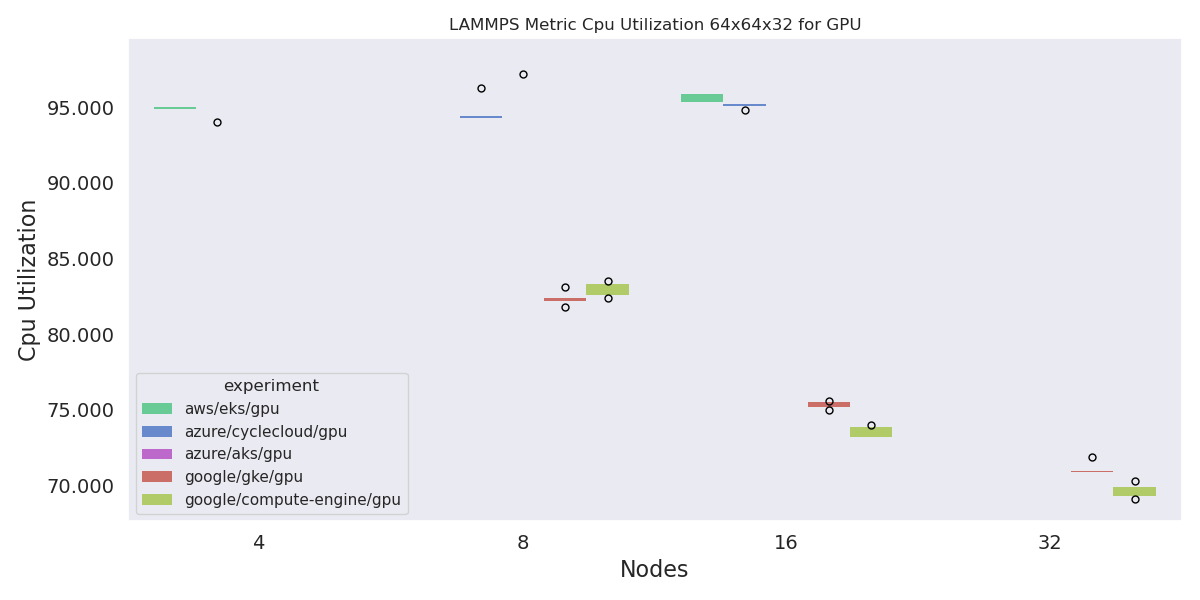 LAMMPS Metric Cpu Utilization 64x64x32 for GPU
95.000
90.000
85.000
80.000
75.000
70.000
Cpu Utilization
experiment
aws/eks/gpu
azure/cyclecloud/gpu
azure/aks/gpu
google/gke/gpu
google/compute-engine/gpu
4 8 16 32
Nodes